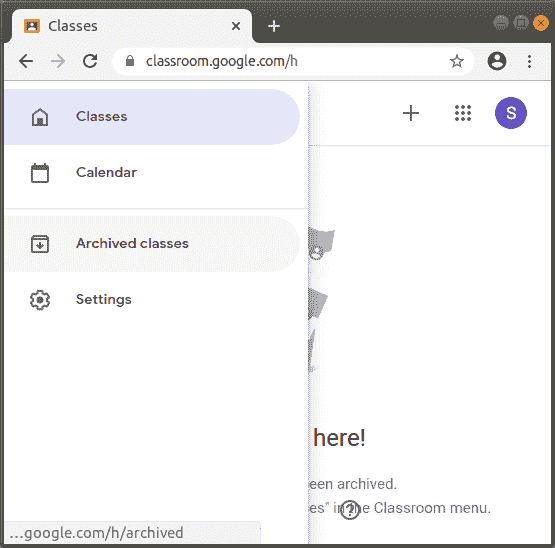 Classes
classroom.google.com/h
Classes
S
Calendar
Archived classes
Settings
here!
een archived.
es" in the Classroom menu.
...google.com/h/archived